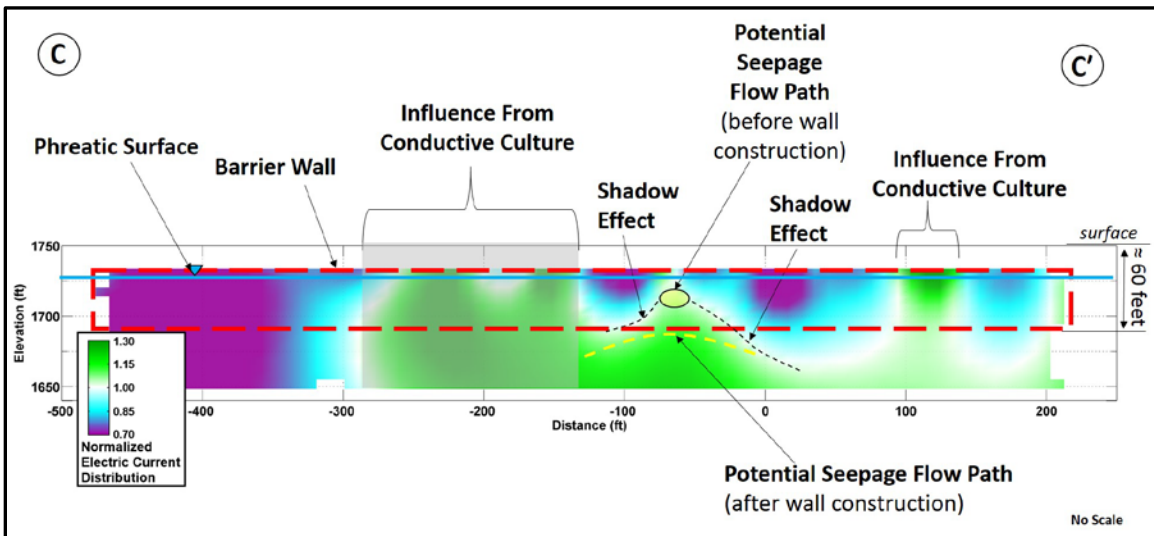 C
C'
Potential
Seepage
Flow Path
(before wall
construction)
Influence From
Conductive Culture
Phreatic Surface
Barrier Wall
Shadow
Effect
Shadow
Effect
Influence From
Conductive Culture
surface
≈ 60 feet
1750
1700
1650
Elevation (ft)
1.30
1.15
1.00
0.85
0.70
Normalized
Electric Current
Distribution
-500
-400
-300
-200
-100
0
100
200
Distance (ft)
Potential Seepage Flow Path
(after wall construction)
No Scale